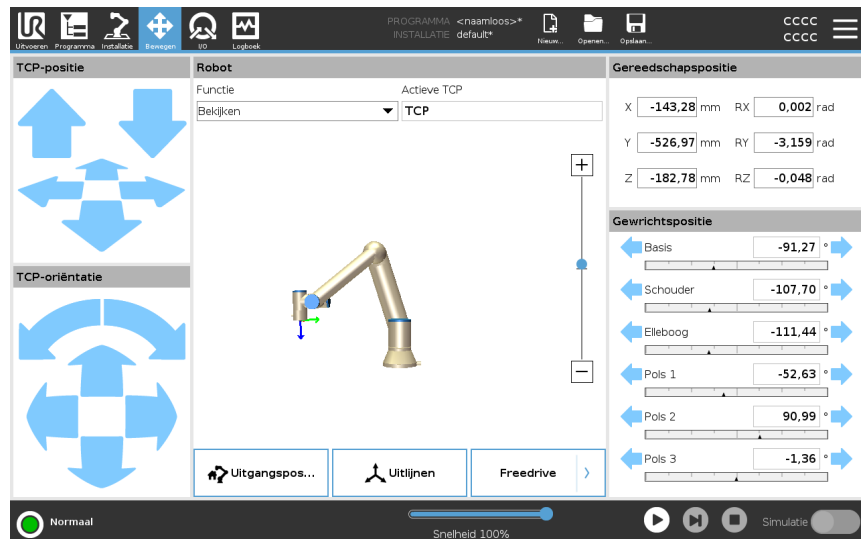 UR
PROGRAMMA <naamloos>*
INSTALLATIE default*
CCCC
CCCC
Uitvoeren Programma Installatie Bewegen I/O Logboek
Nieuw... Openen... Opslaan...
TCP-positie
Robot
Gereedschapspositie
Functie
Actieve TCP
Bekijken
TCP
X -143,28 mm RX 0,002 rad
Y -526,97 mm RY -3,159 rad
Z -182,78 mm RZ -0,048 rad
Gewrichtspositie
Basis -91,27 °
TCP-oriëntatie
Schouder -107,70 °
Elleboog -111,44 °
Pols 1 -52,63 °
Pols 2 90,99 °
Pols 3 -1,36 °
Uitgangspos...
Uitlijnen
Freedrive
Normaal
Snelheid 100%
Simulatie